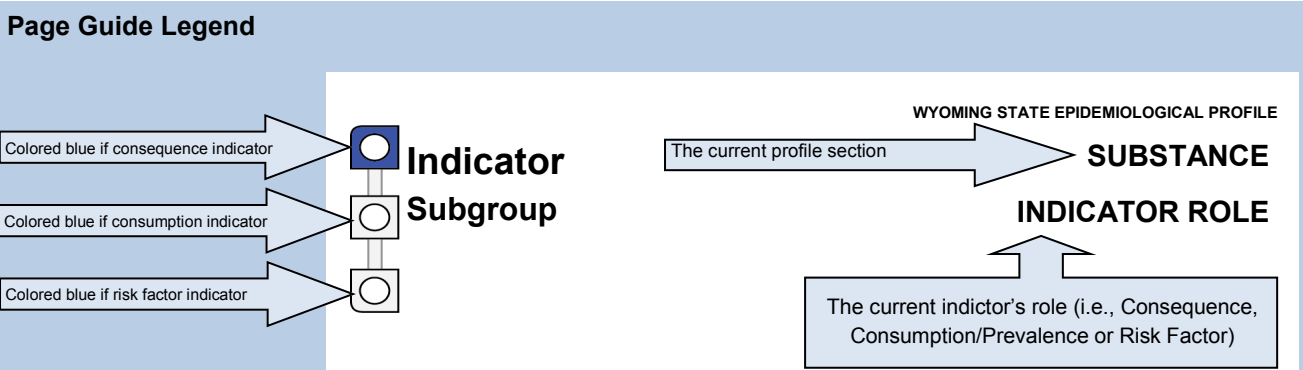 Page Guide Legend
WYOMING STATE EPIDEMIOLOGICAL PROFILE
Colored blue if consequence indicator
Indicator
The current profile section
SUBSTANCE
Colored blue if consumption indicator
Subgroup
INDICATOR ROLE
Colored blue if risk factor indicator
The current indictor's role (i.e., Consequence,
Consumption/Prevalence or Risk Factor)